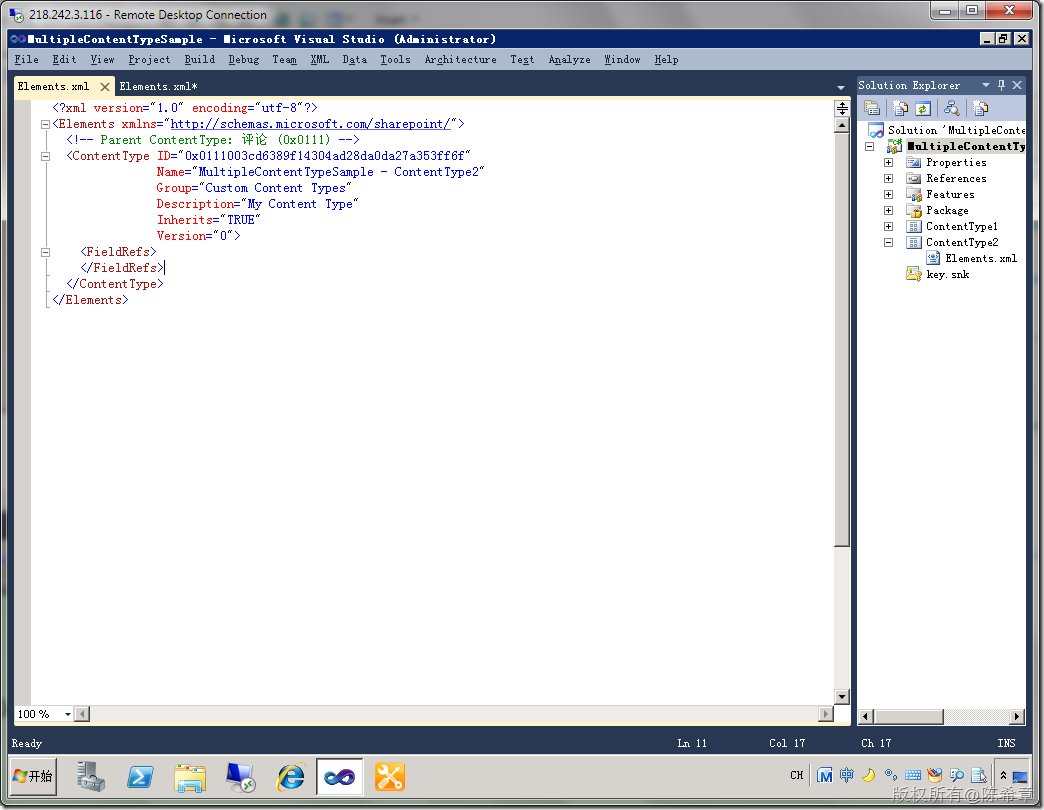 218.242.3.116 - Remote Desktop Connection
MultipleContentTypeSample - Microsoft Visual Studio (Administrator)
File Edit View Project Build Debug Team XML Data Tools Architecture Test Analyze Window Help
Elements.xml Elements.xml*
<?xml version="1.0" encoding="utf-8"?>
<Elements xmlns="http://schemas.microsoft.com/sharepoint/">
<!-- Parent ContentType: 评论 (0x0111) -->
<ContentType ID="0x0111003cd6389f14304ad28da0da27a353ff6f"
Name="MultipleContentTypeSample - ContentType2"
Group="Custom Content Types"
Description="My Content Type"
Inherits="TRUE"
Version="0">
<FieldRefs>
</FieldRefs>
</ContentType>
</Elements>
Solution Explorer
Solution 'MultipleConte
MultipleContentTy
Properties
References
Features
Package
ContentType1
ContentType2
Elements.xml
key.snk
100 %
Ready Ln 11 Col 17 Ch 17 INS
开始 CH M 中
版权所有@陈希章